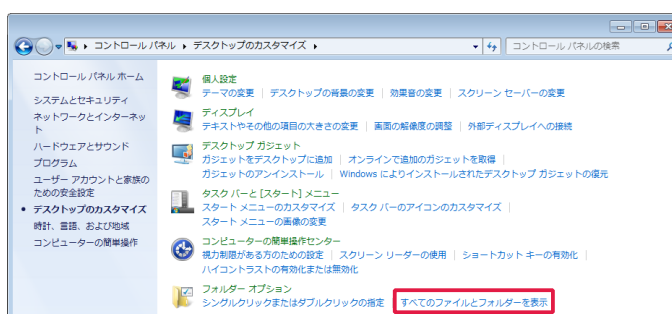 コントロール パネル ▸ デスクトップのカスタマイズ ▸
コントロール パネルの検索
コントロール パネル ホーム
システムとセキュリティ
ネットワークとインターネッ
ト
ハードウェアとサウンド
プログラム
ユーザー アカウントと家族の
ための安全設定
デスクトップのカスタマイズ
時計、言語、および地域
コンピューターの簡単操作
個人設定
テーマの変更 | デスクトップの背景の変更 | 効果音の変更 | スクリーン セーバーの変更
ディスプレイ
テキストやその他の項目の大きさの変更 | 画面の解像度の調整 | 外部ディスプレイへの接続
デスクトップ ガジェット
ガジェットをデスクトップに追加 | オンラインで追加のガジェットを取得 |
ガジェットのアンインストール | Windows によりインストールされたデスクトップ ガジェットの復元
タスク バーと [スタート] メニュー
スタート メニューのカスタマイズ | タスク バーのアイコンのカスタマイズ |
スタート メニューの画像の変更
コンピューターの簡単操作センター
視力制限がある方のための設定 | スクリーン リーダーの使用 | ショートカット キーの有効化 |
ハイコントラストの有効化または無効化
フォルダー オプション
シングルクリックまたはダブルクリックの指定 | すべてのファイルとフォルダーを表示